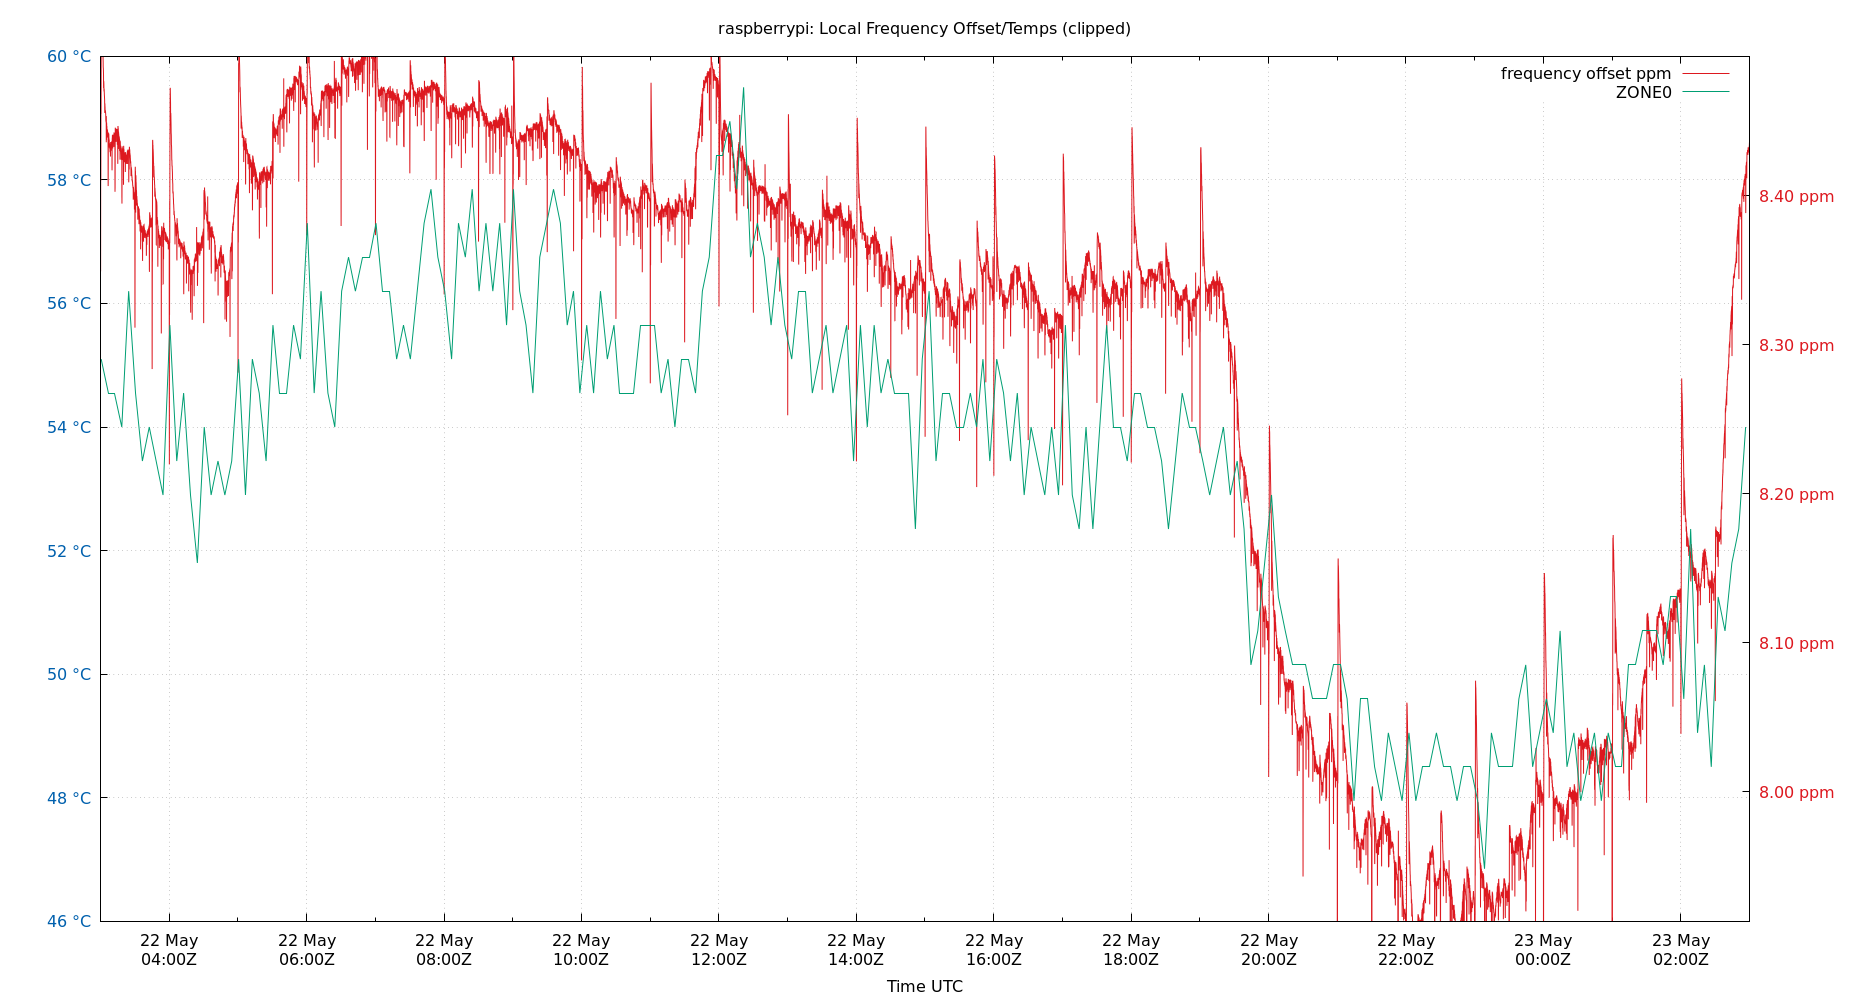 raspberrypi: Local Frequency Offset/Temps (clipped)
frequency offset ppm
ZONE0
60 °C
58 °C
56 °C
54 °C
52 °C
50 °C
48 °C
46 °C
8.40 ppm
8.30 ppm
8.20 ppm
8.10 ppm
8.00 ppm
22 May
04:00Z
22 May
06:00Z
22 May
08:00Z
22 May
10:00Z
22 May
12:00Z
22 May
14:00Z
22 May
16:00Z
22 May
18:00Z
22 May
20:00Z
22 May
22:00Z
23 May
00:00Z
23 May
02:00Z
Time UTC